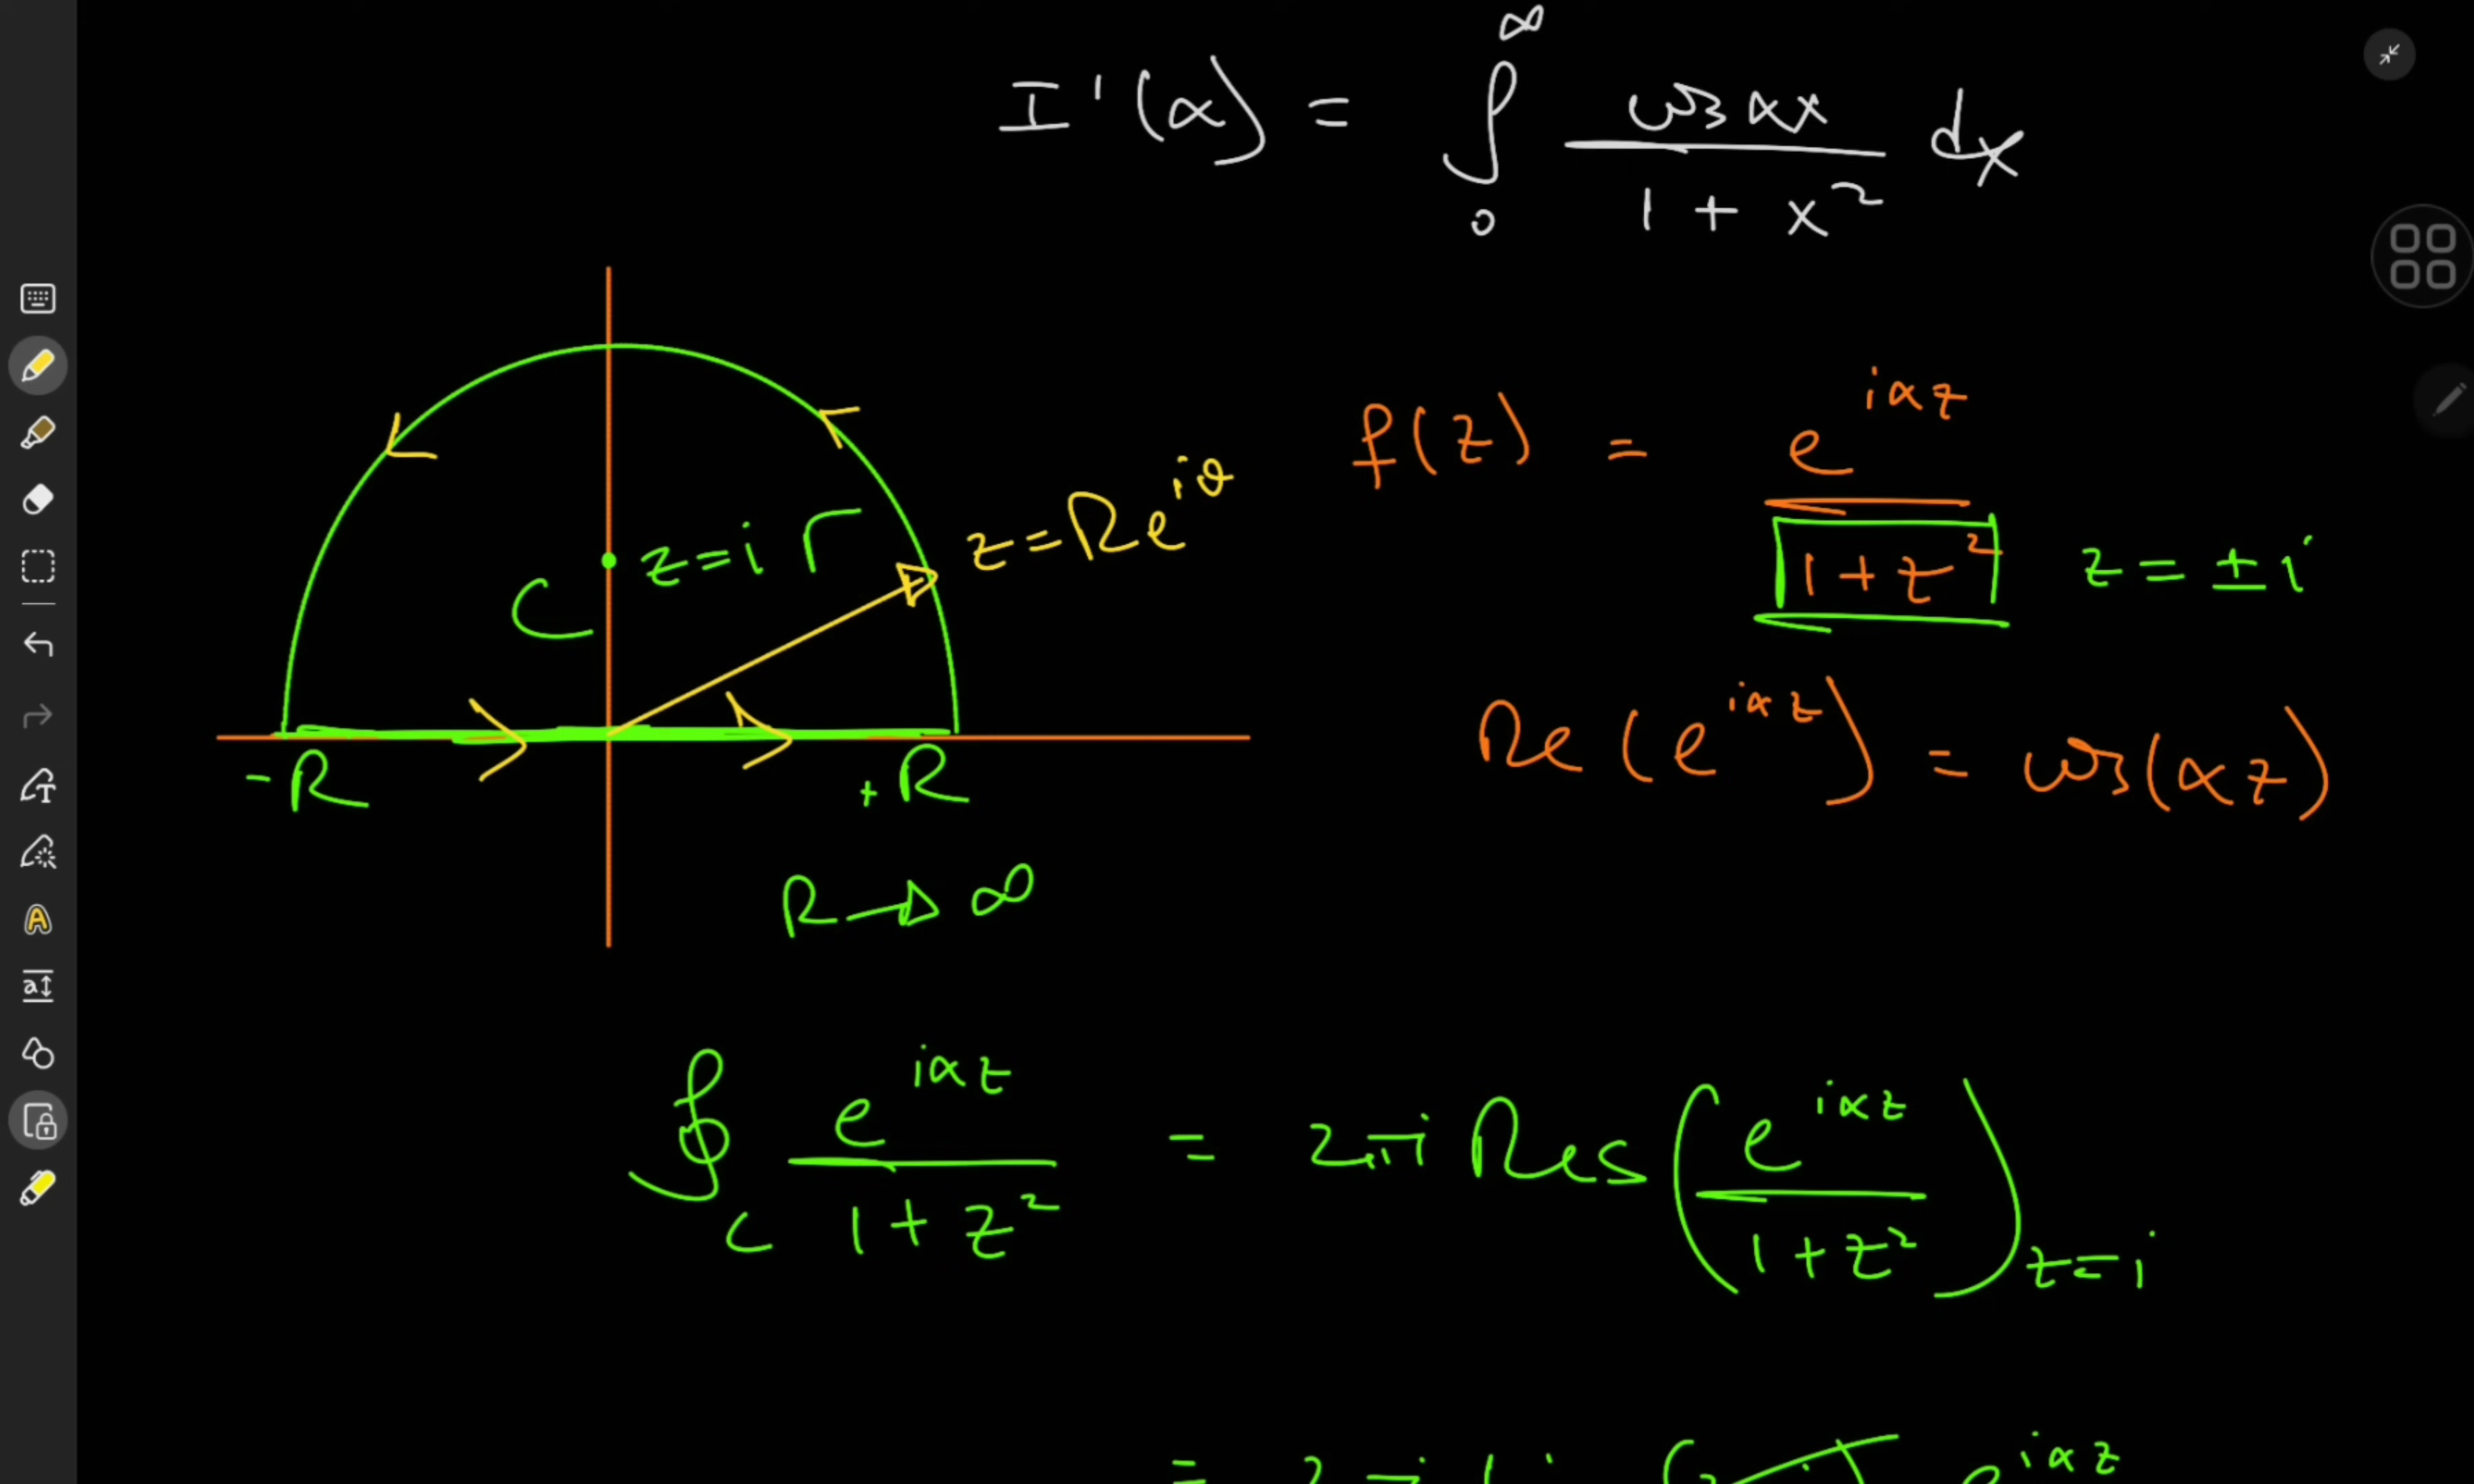 I'(α) = ∫₀^∞ cos αx / (1 + x²) dx
f(z) = e^{iαz} / (1 + z²)
z = ± i
z = Re^{iθ}
z = i Γ
C
Re(e^{iαz}) = cos(αz)
-R
+R
R → ∞
∮_C e^{iαz} / (1 + z²) = 2πi Res(e^{iαz} / (1 + z²))_{z=i}